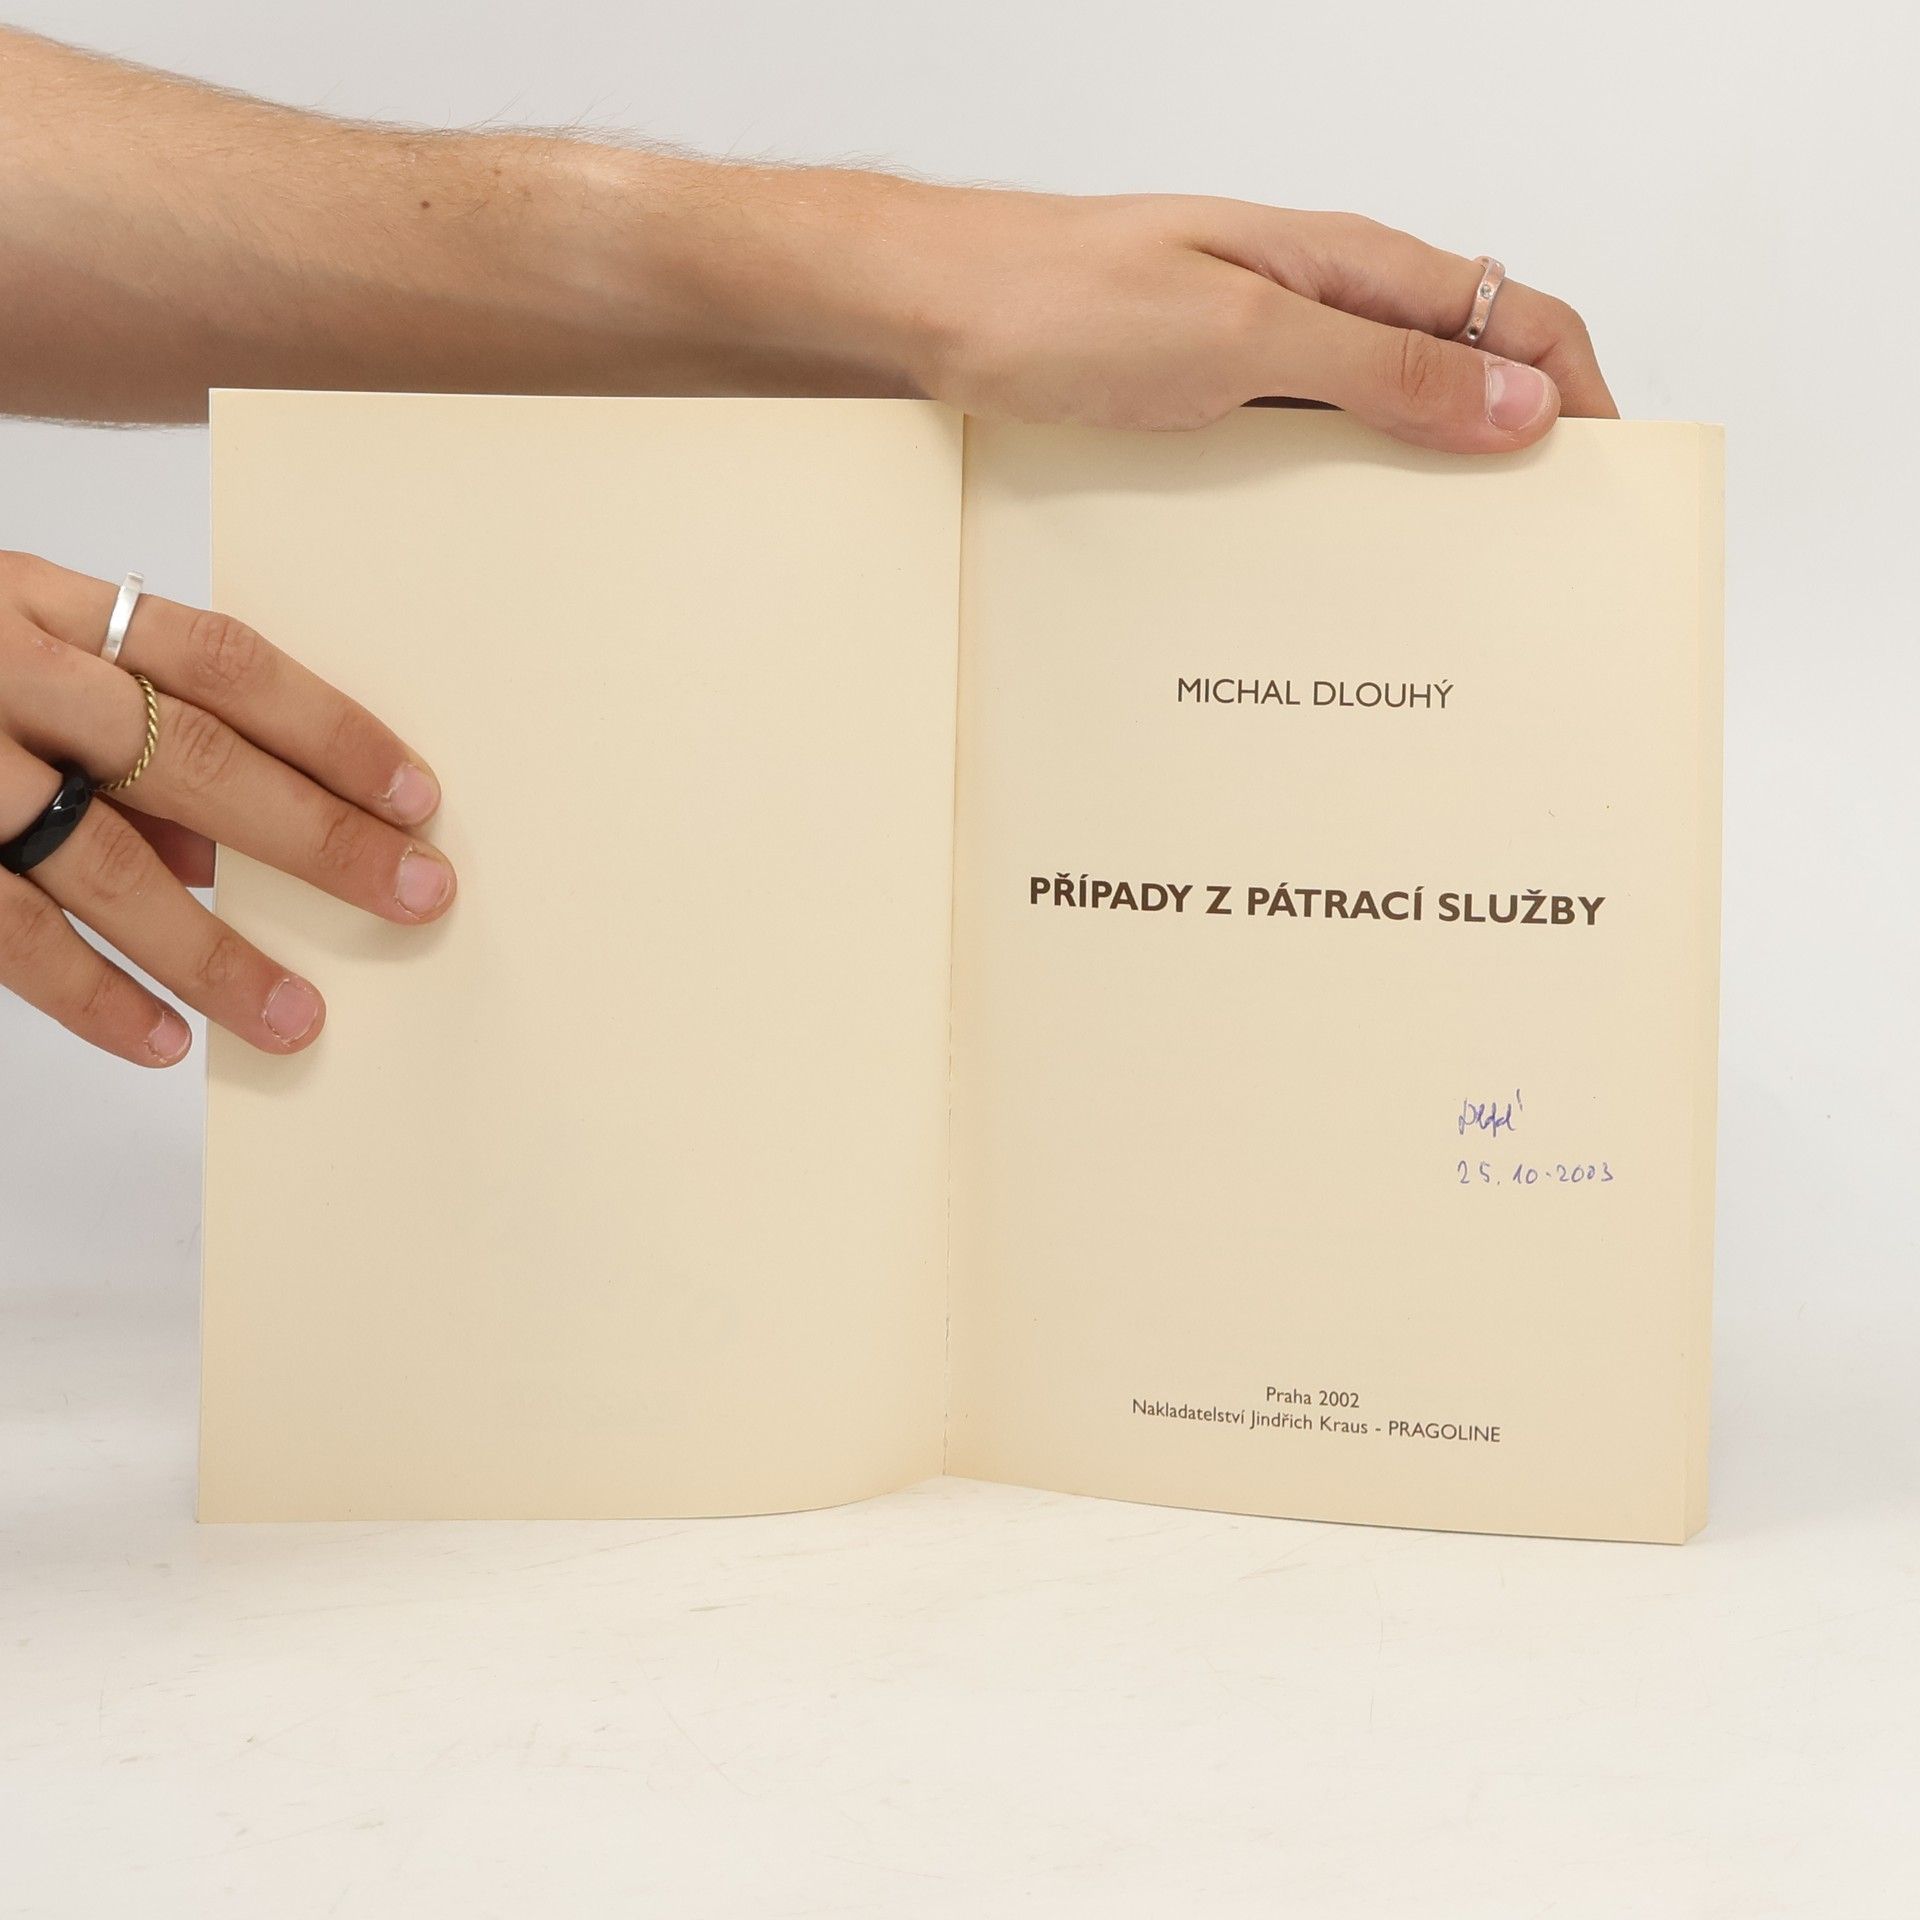 MICHAL DLOUHÝ
PŘÍPADY Z PÁTRACÍ SLUŽBY
25. 10. 2003
Praha 2002
Nakladatelství Jindřich Kraus - PRAGOLINE